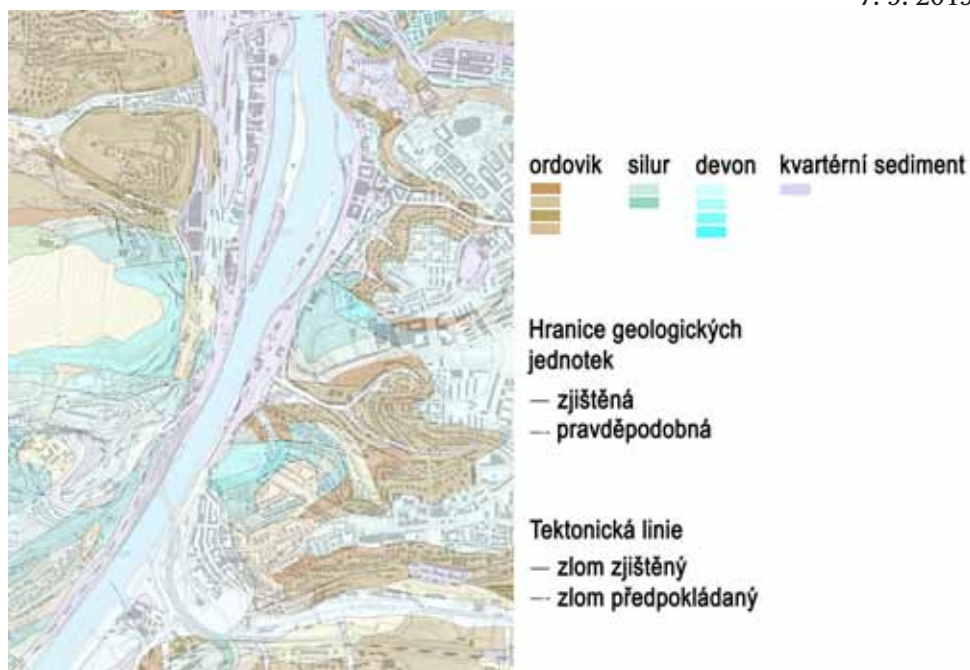 ordovik silur devon kvartérní sediment
Hranice geologických
jednotek
— zjištěná
–·– pravděpodobná
Tektonická linie
— zlom zjištěný
–·– zlom předpokládaný